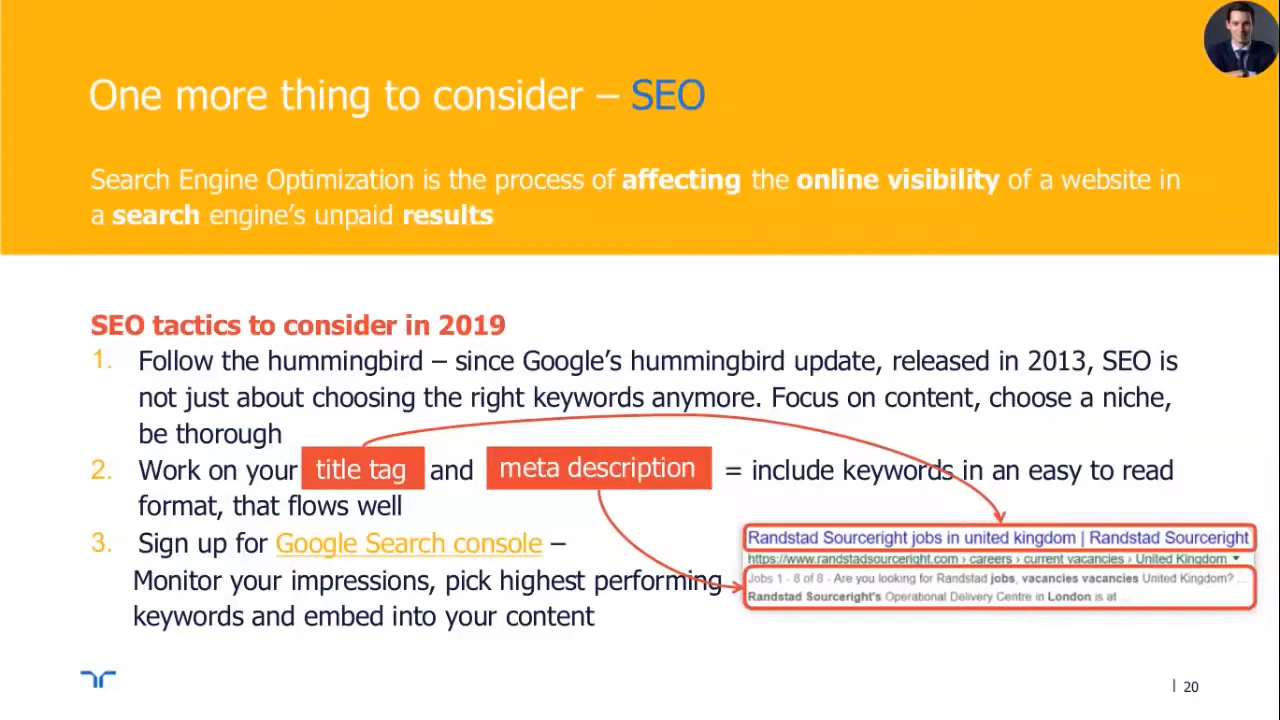 One more thing to consider – SEO
Search Engine Optimization is the process of affecting the online visibility of a website in
a search engine's unpaid results
SEO tactics to consider in 2019
1. Follow the hummingbird – since Google's hummingbird update, released in 2013, SEO is
not just about choosing the right keywords anymore. Focus on content, choose a niche,
be thorough
2. Work on your title tag and meta description = include keywords in an easy to read
format, that flows well
3. Sign up for Google Search console –
Monitor your impressions, pick highest performing
keywords and embed into your content
Randstad Sourceright jobs in united kingdom | Randstad Sourceright
https://www.randstadsourceright.com › careers › current vacancies › United Kingdom
Jobs 1 - 8 of 8 - Are you looking for Randstad jobs, vacancies vacancies United Kingdom? ...
Randstad Sourceright's Operational Delivery Centre in London is at ...
| 20